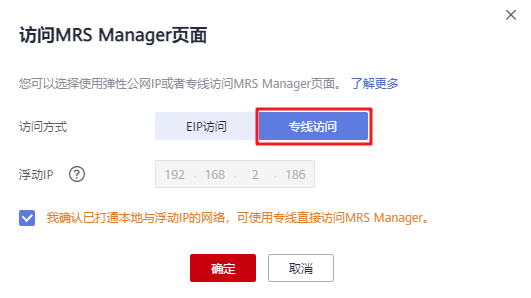 访问MRS Manager页面
您可以选择使用弹性公网IP或者专线访问MRS Manager页面。 了解更多
访问方式 EIP访问 专线访问
浮动IP ? 192 . 168 . 2 . 186
我确认已打通本地与浮动IP的网络，可使用专线直接访问MRS Manager。
确定 取消